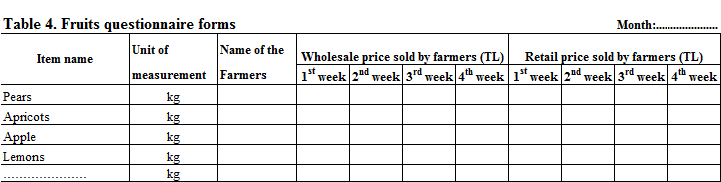 Table 4. Fruits questionnaire forms Month:.....................
Item name Unit of measurement Name of the Farmers Wholesale price sold by farmers (TL) Retail price sold by farmers (TL)
1st week 2nd week 3rd week 4th week 1st week 2nd week 3rd week 4th week
Pears kg
Apricots kg
Apple kg
Lemons kg
..................... kg